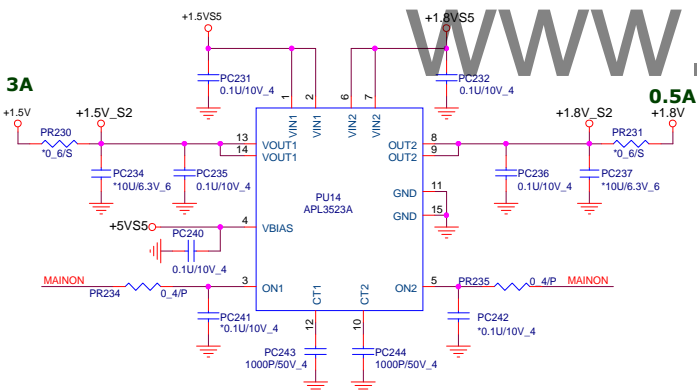 WWW.
+1.5VS5
+1.8VS5
PC231
0.1U/10V_4
PC232
0.1U/10V_4
3A
0.5A
+1.5V
+1.5V_S2
+1.8V_S2
+1.8V
1
2
6
7
VIN1
VIN1
VIN2
VIN2
PR230
*0_6/S
PR231
*0_6/S
13
VOUT1
14
VOUT1
8
OUT2
9
OUT2
PC234
*10U/6.3V_6
PC235
0.1U/10V_4
PC236
0.1U/10V_4
PC237
*10U/6.3V_6
PU14
APL3523A
GND
11
GND
15
+5VS5
4
VBIAS
PC240
0.1U/10V_4
MAINON
PR234
0_4/P
3
ON1
ON2
5
PR235
0_4/P
MAINON
CT1
CT2
12
10
PC241
*0.1U/10V_4
PC242
*0.1U/10V_4
PC243
1000P/50V_4
PC244
1000P/50V_4